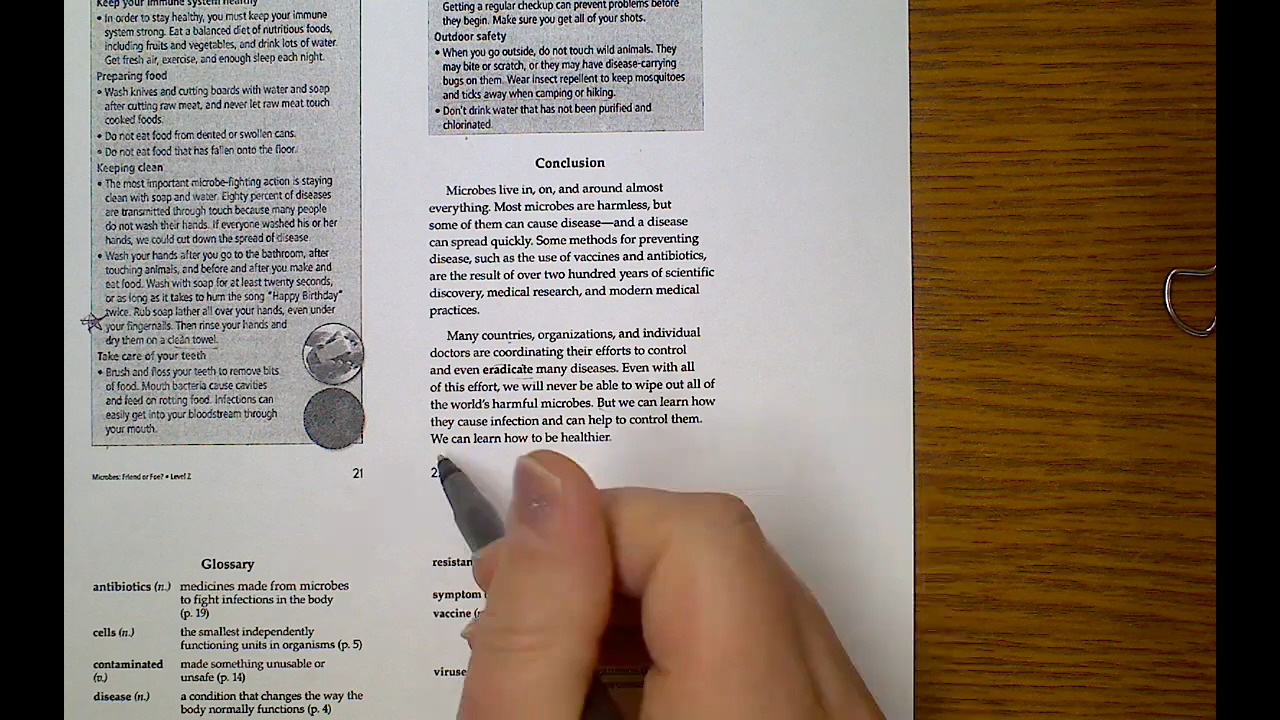 Keep your immune system healthy
• In order to stay healthy, you must keep your immune
system strong. Eat a balanced diet of nutritious foods,
including fruits and vegetables, and drink lots of water.
Get fresh air, exercise, and enough sleep each night.
Preparing food
• Wash knives and cutting boards with water and soap
after cutting raw meat, and never let raw meat touch
cooked foods.
• Do not eat food from dented or swollen cans.
• Do not eat food that has fallen onto the floor.
Keeping clean
• The most important microbe-fighting action is staying
clean with soap and water. Eighty percent of diseases
are transmitted through touch because many people
do not wash their hands. If everyone washed his or her
hands, we could cut down the spread of disease.
• Wash your hands after you go to the bathroom, after
touching animals, and before and after you make and
eat food. Wash with soap for at least twenty seconds,
or as long as it takes to hum the song "Happy Birthday"
twice. Rub soap lather all over your hands, even under
your fingernails. Then rinse your hands and
dry them on a clean towel.
Take care of your teeth
• Brush and floss your teeth to remove bits
of food. Mouth bacteria cause cavities
and feed on rotting food. Infections can
easily get into your bloodstream through
your mouth.
Microbes: Friend or Foe? • Level Z
21
Getting a regular checkup can prevent problems before
they begin. Make sure you get all of your shots.
Outdoor safety
• When you go outside, do not touch wild animals. They
may bite or scratch, or they may have disease-carrying
bugs on them. Wear insect repellent to keep mosquitoes
and ticks away when camping or hiking.
• Don't drink water that has not been purified and
chlorinated.
Conclusion
Microbes live in, on, and around almost
everything. Most microbes are harmless, but
some of them can cause disease—and a disease
can spread quickly. Some methods for preventing
disease, such as the use of vaccines and antibiotics,
are the result of over two hundred years of scientific
discovery, medical research, and modern medical
practices.
Many countries, organizations, and individual
doctors are coordinating their efforts to control
and even eradicate many diseases. Even with all
of this effort, we will never be able to wipe out all of
the world's harmful microbes. But we can learn how
they cause infection and can help to control them.
We can learn how to be healthier.
2
Glossary
antibiotics (n.) medicines made from microbes
to fight infections in the body
(p. 19)
cells (n.) the smallest independently
functioning units in organisms (p. 5)
contaminated made something unusable or
(v.) unsafe (p. 14)
disease (n.) a condition that changes the way the
body normally functions (p. 4)
resistan
symptom
vaccine
viruse